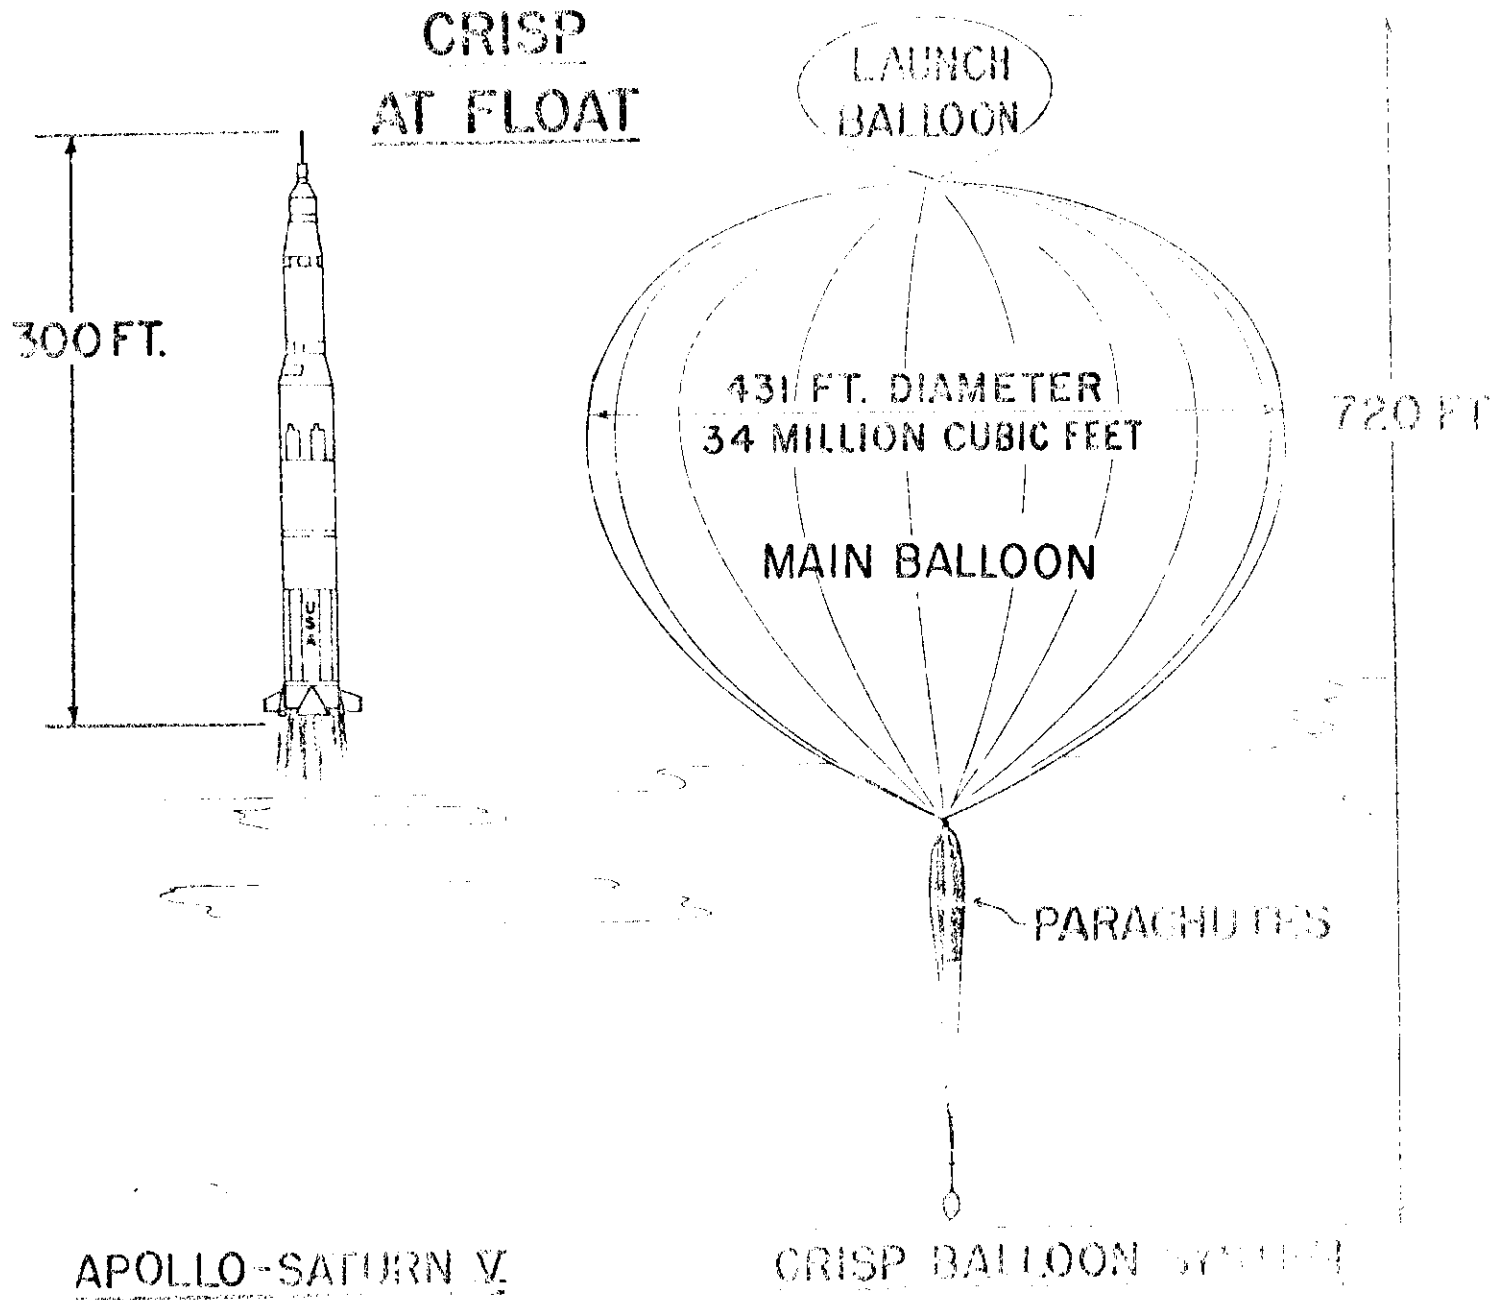 CRISP
AT FLOAT
LAUNCH
BALLOON
300 FT.
431 FT. DIAMETER
34 MILLION CUBIC FEET
720 FT
MAIN BALLOON
USA
PARACHUTES
APOLLO-SATURN V
CRISP BALLOON SYSTEM